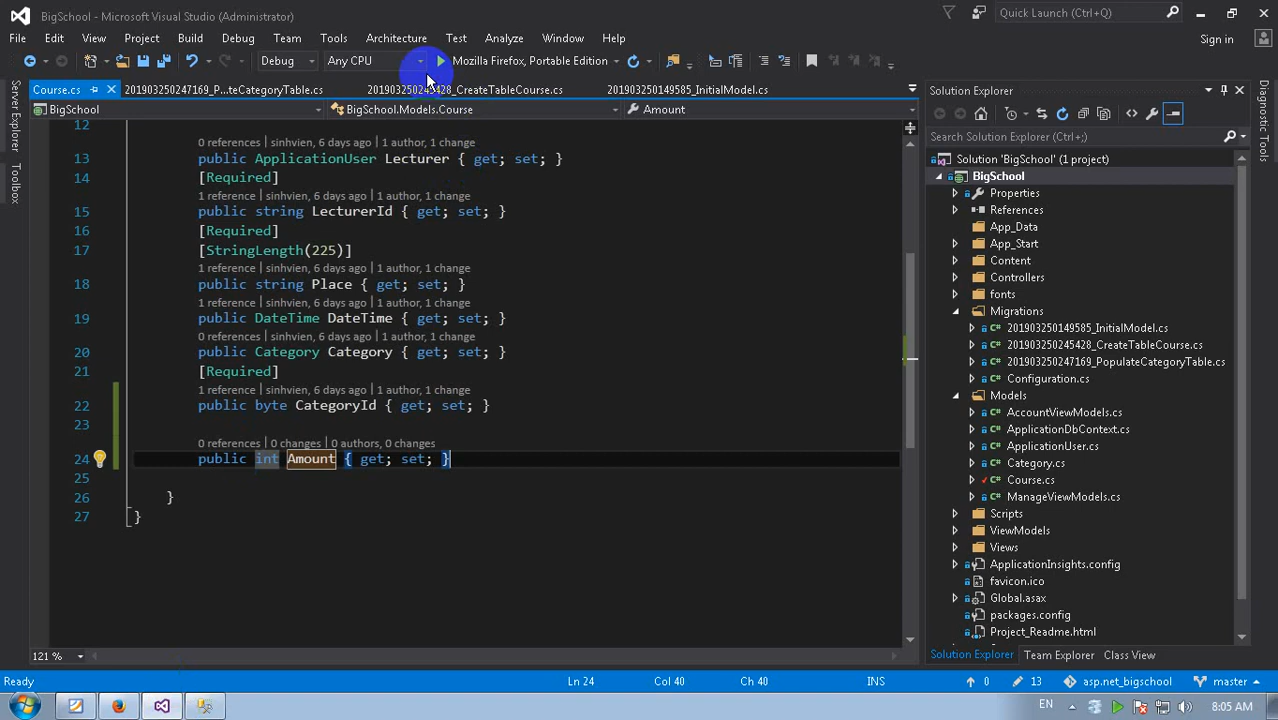 BigSchool - Microsoft Visual Studio (Administrator)
Quick Launch (Ctrl+Q)
File Edit View Project Build Debug Team Tools Architecture Test Analyze Window Help
Sign in
Debug Any CPU Mozilla Firefox, Portable Edition
Course.cs 201903250247169_P...teCategoryTable.cs 201903250245428_CreateTableCourse.cs 201903250149585_InitialModel.cs
BigSchool BigSchool.Models.Course Amount
12
0 references | sinhvien, 6 days ago | 1 author, 1 change
13 public ApplicationUser Lecturer { get; set; }
14 [Required]
1 reference | sinhvien, 6 days ago | 1 author, 1 change
15 public string LecturerId { get; set; }
16 [Required]
17 [StringLength(225)]
1 reference | sinhvien, 6 days ago | 1 author, 1 change
18 public string Place { get; set; }
1 reference | sinhvien, 6 days ago | 1 author, 1 change
19 public DateTime DateTime { get; set; }
0 references | sinhvien, 6 days ago | 1 author, 1 change
20 public Category Category { get; set; }
21 [Required]
1 reference | sinhvien, 6 days ago | 1 author, 1 change
22 public byte CategoryId { get; set; }
23
0 references | 0 changes | 0 authors, 0 changes
24 public int Amount { get; set; }
25
26 }
27 }
121 %
Server Explorer
Toolbox
Solution Explorer
Search Solution Explorer (Ctrl+;)
Solution 'BigSchool' (1 project)
BigSchool
Properties
References
App_Data
App_Start
Content
Controllers
fonts
Migrations
201903250149585_InitialModel.cs
201903250245428_CreateTableCourse.cs
201903250247169_PopulateCategoryTable.cs
Configuration.cs
Models
AccountViewModels.cs
ApplicationDbContext.cs
ApplicationUser.cs
Category.cs
Course.cs
ManageViewModels.cs
Scripts
ViewModels
Views
ApplicationInsights.config
favicon.ico
Global.asax
packages.config
Project_Readme.html
Solution Explorer Team Explorer Class View
Diagnostic Tools
Ready Ln 24 Col 40 Ch 40 INS 0 13 asp.net_bigschool master
EN 8:05 AM